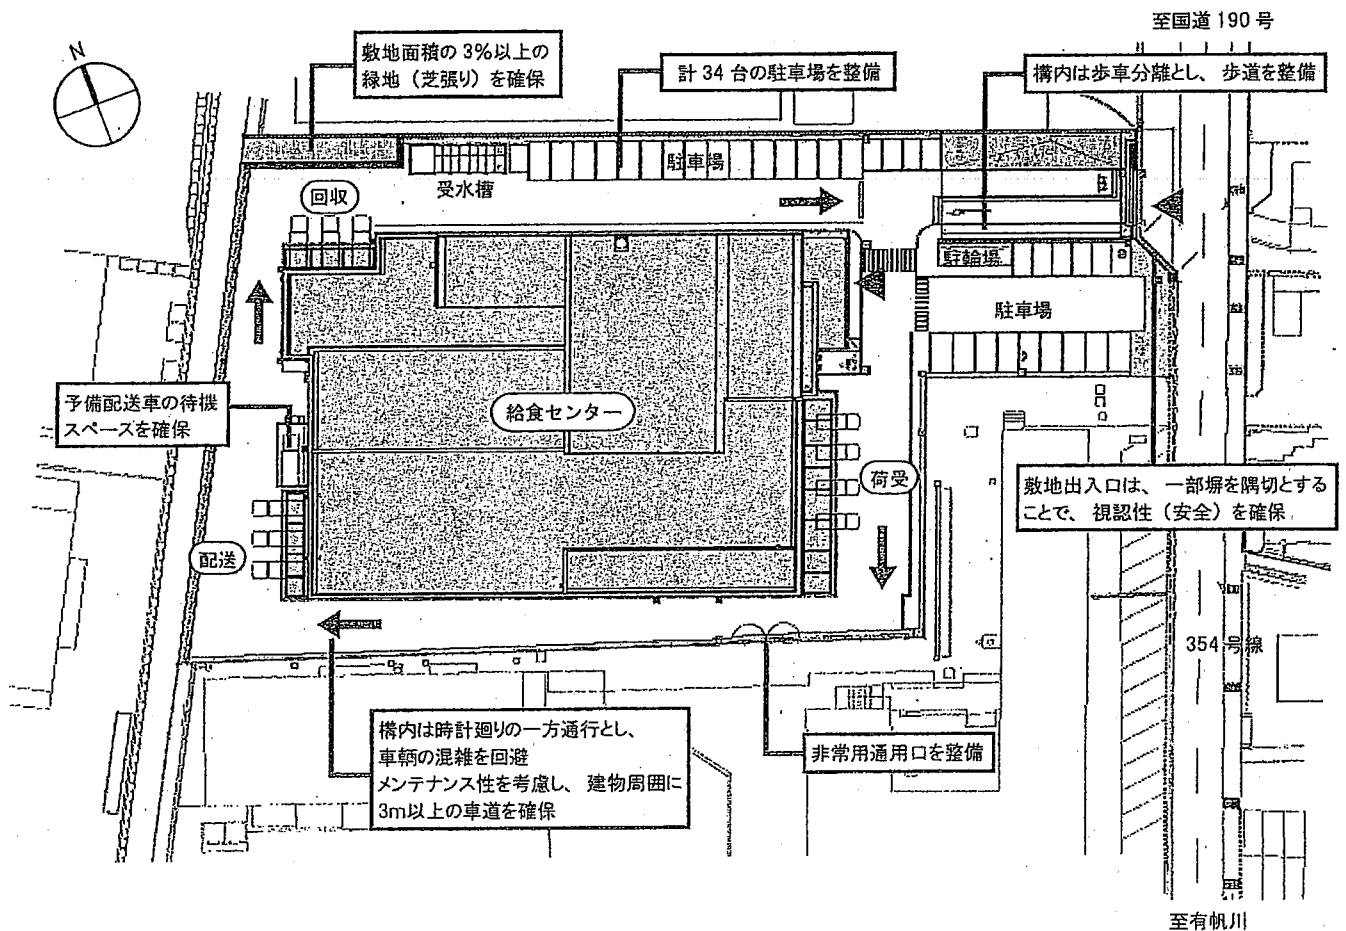 至国道 190 号
N
敷地面積の 3%以上の
緑地（芝張り）を確保
計 34 台の駐車場を整備
構内は歩車分離とし、歩道を整備
駐車場
受水槽
回収
駐輪場
駐車場
予備配送車の待機
スペースを確保
給食センター
荷受
敷地出入口は、一部塀を隅切とする
ことで、視認性（安全）を確保
配送
354 号線
構内は時計廻りの一方通行とし、
車輌の混雑を回避
メンテナンス性を考慮し、建物周囲に
3m以上の車道を確保
非常用通用口を整備
至有帆川